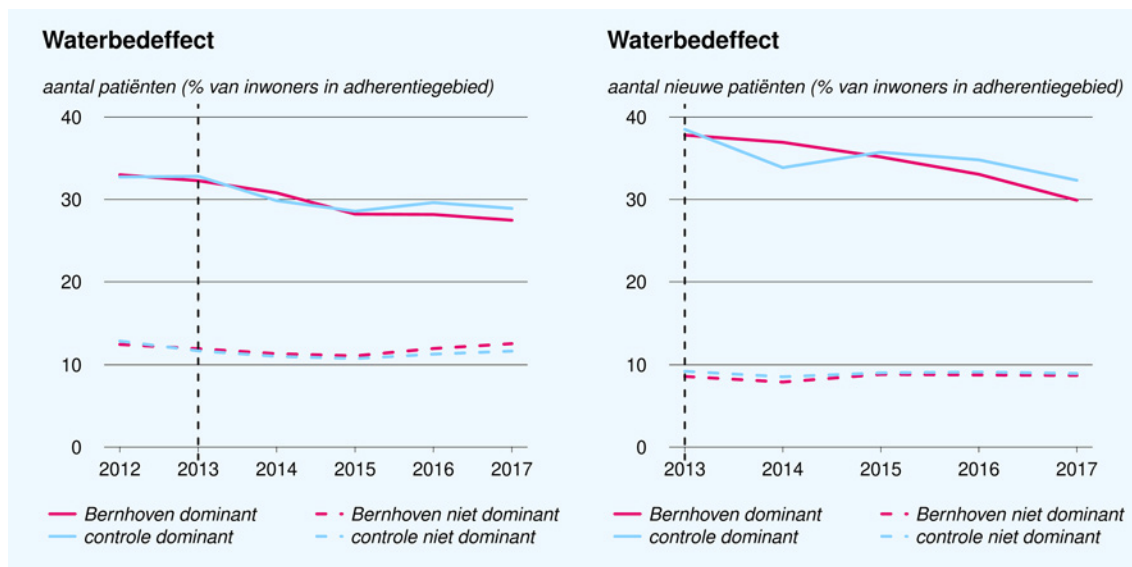 Waterbedeffect
aantal patiënten (% van inwoners in adherentiegebied)
40
30
20
10
0
2012 2013 2014 2015 2016 2017
Bernhoven dominant
Bernhoven niet dominant
controle dominant
controle niet dominant
Waterbedeffect
aantal nieuwe patiënten (% van inwoners in adherentiegebied)
40
30
20
10
0
2013 2014 2015 2016 2017
Bernhoven dominant
Bernhoven niet dominant
controle dominant
controle niet dominant